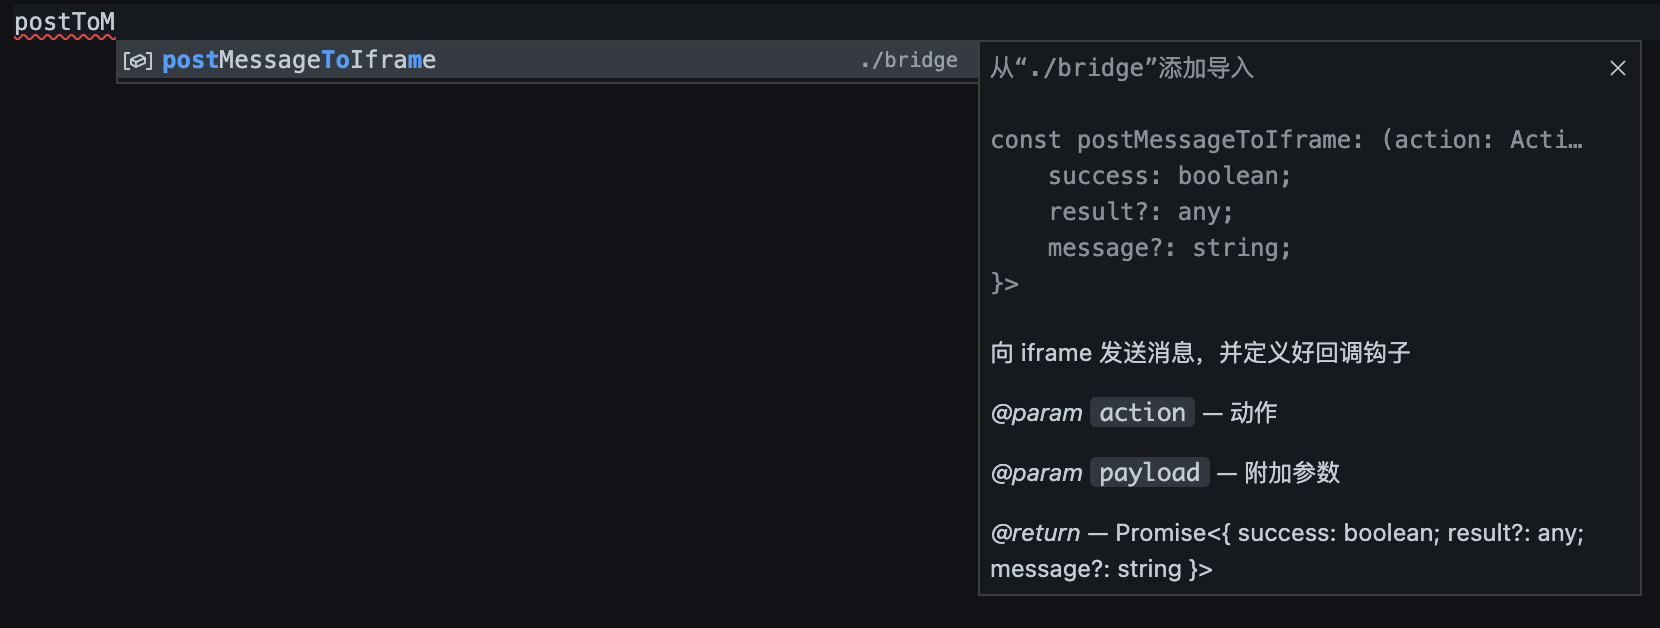 postToM
postMessageToIframe ./bridge
从“./bridge”添加导入
const postMessageToIframe: (action: Acti…
success: boolean;
result?: any;
message?: string;
}>
向 iframe 发送消息，并定义好回调钩子
@param action — 动作
@param payload — 附加参数
@return — Promise<{ success: boolean; result?: any;
message?: string }>